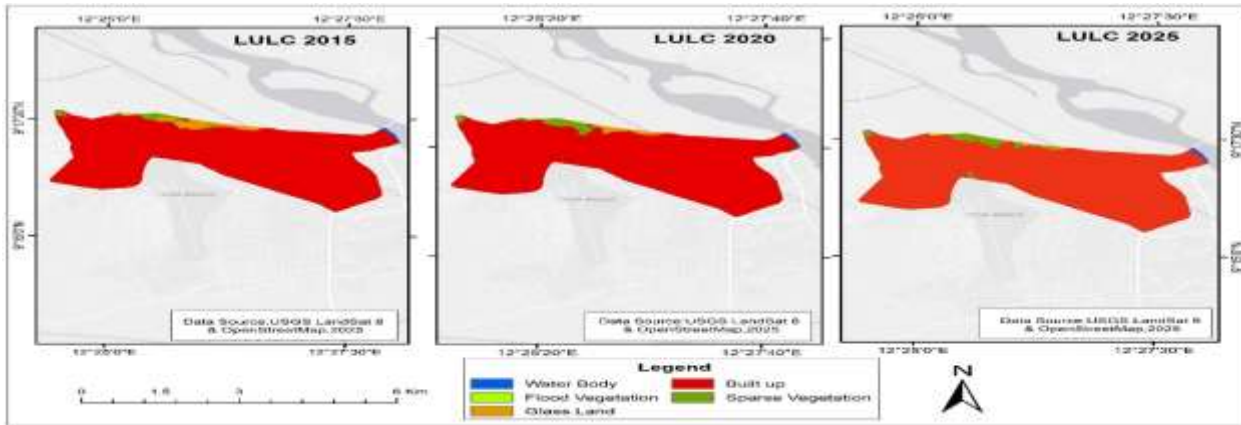 12°25'0"E 12°27'30"E 12°25'20"E 12°27'40"E 12°25'0"E 12°27'30"E
LULC 2015 LULC 2020 LULC 2025
Data Source:USGS LandSat 8
& OpenStreetMap,2025
Data Source:USGS LandSat 8
& OpenStreetMap,2025
Data Source:USGS LandSat 8
& OpenStreetMap,2025
12°25'0"E 12°27'30"E 12°25'20"E 12°27'40"E 12°25'0"E 12°27'30"E
Legend
Water Body Built up
Flood Vegetation Sparse Vegetation
Glass Land
0 1.5 3 6 Km
N